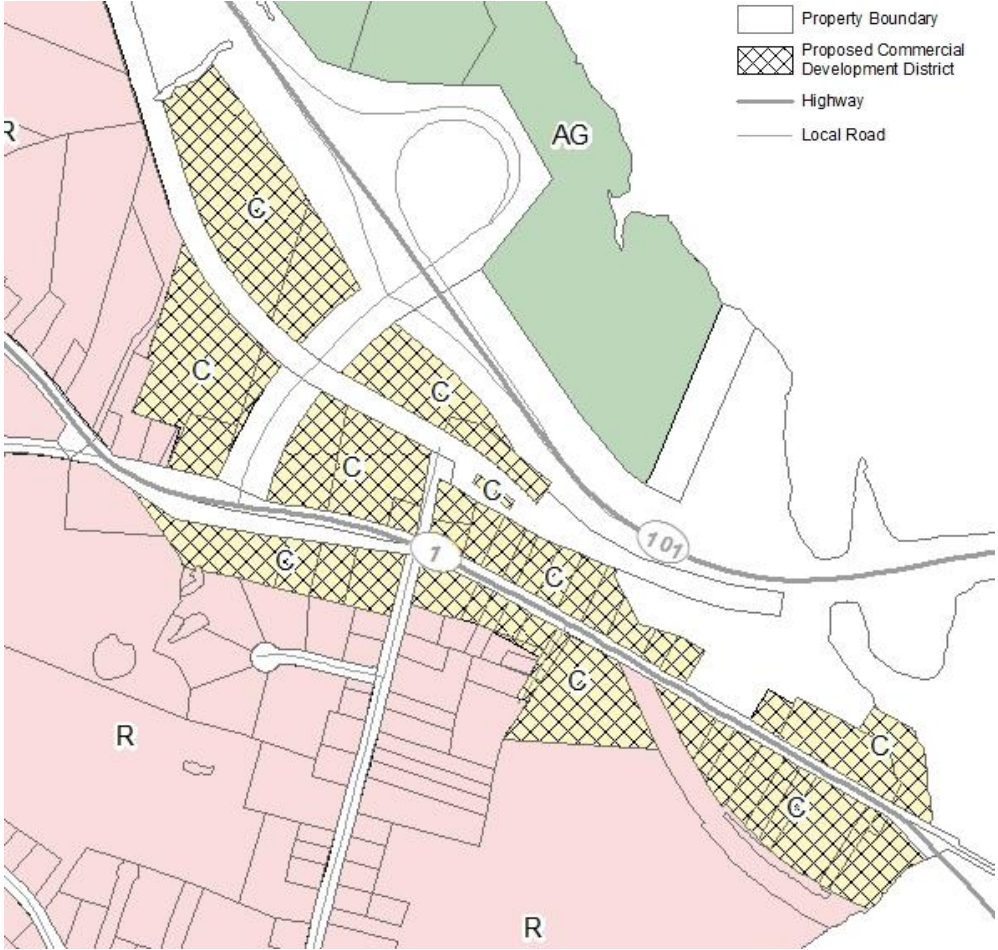 Property Boundary
Proposed Commercial
Development District
Highway
Local Road
AG
R
C
C
C
C
C
1
101
C
C
C
R
C
C
R